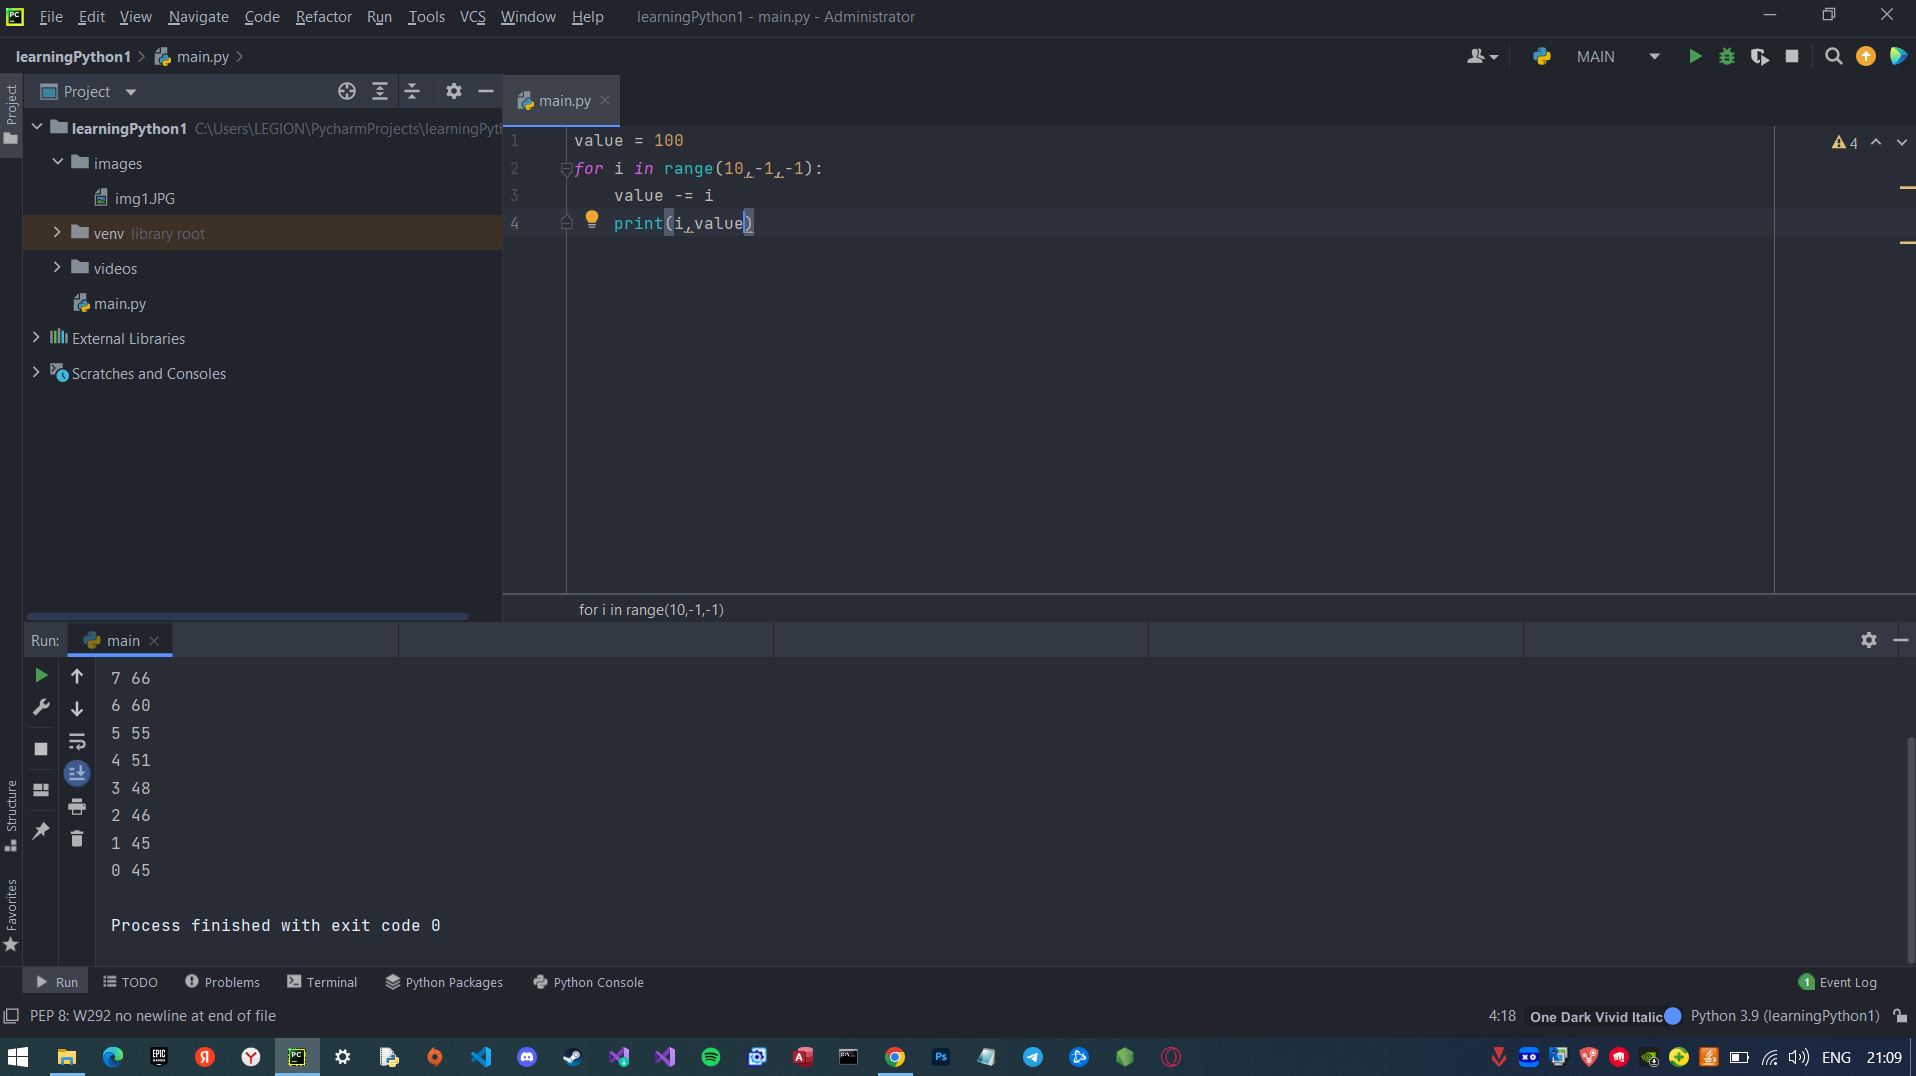 File Edit View Navigate Code Refactor Run Tools VCS Window Help learningPython1 - main.py - Administrator
learningPython1 main.py MAIN
Project
Project
main.py
learningPython1 C:\Users\LEGION\PycharmProjects\learningPyt
images
img1.JPG
venv library root
videos
main.py
External Libraries
Scratches and Consoles
1 value = 100
2 for i in range(10,-1,-1):
3 value -= i
4 print(i,value)
4
for i in range(10,-1,-1)
Run: main
7 66
6 60
5 55
4 51
3 48
2 46
1 45
0 45
Process finished with exit code 0
Structure
Favorites
Run TODO Problems Terminal Python Packages Python Console 1 Event Log
PEP 8: W292 no newline at end of file 4:18 One Dark Vivid Italic Python 3.9 (learningPython1)
ENG 21:09